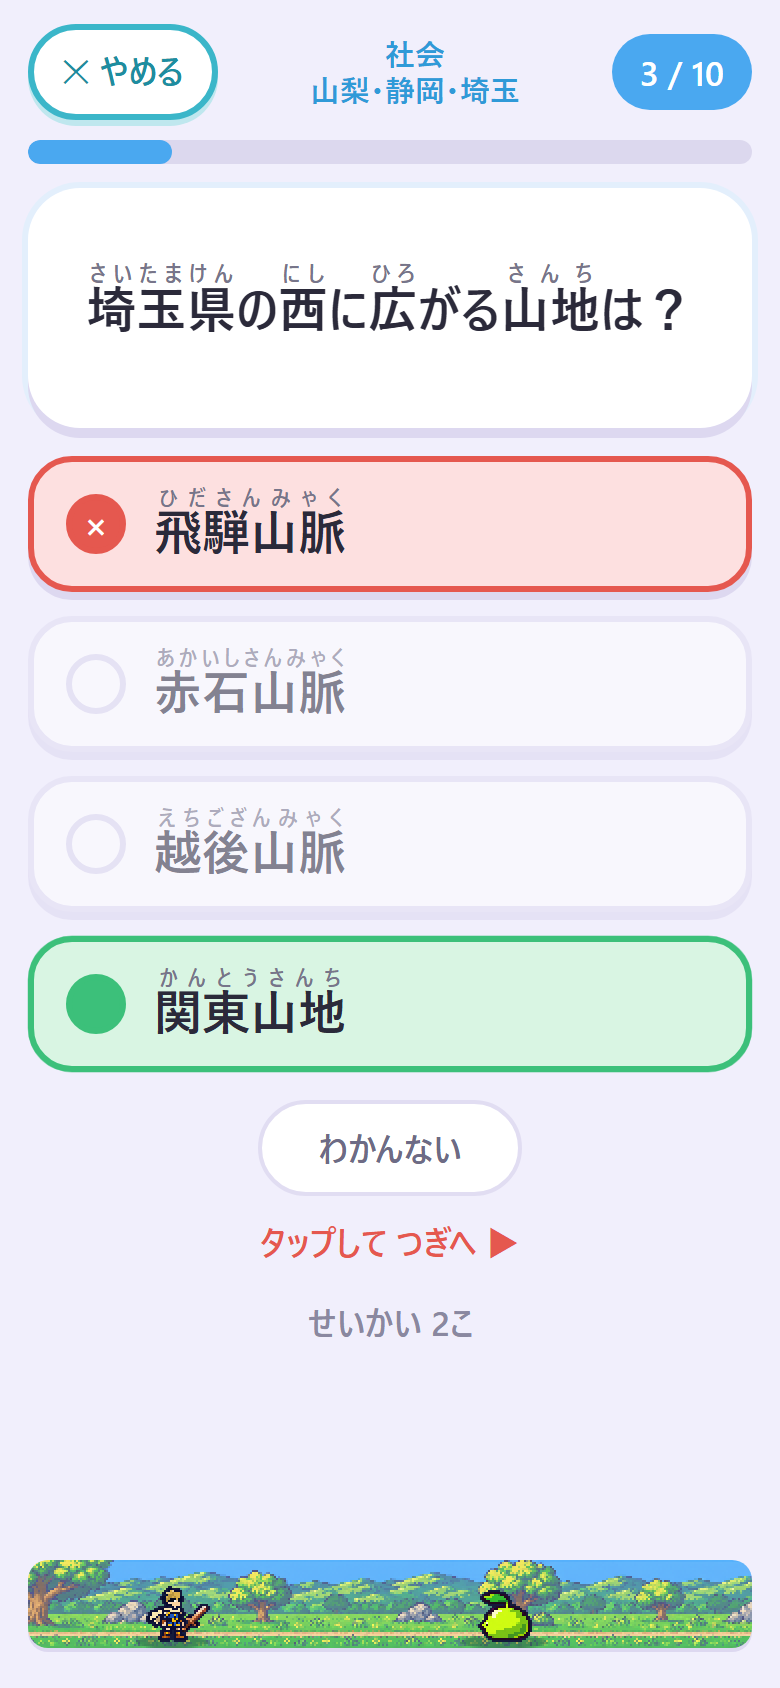 × やめる
社会
山梨・静岡・埼玉
3 / 10
さいたまけん にし ひろ さんち
埼玉県の西に広がる山地は？
ひださんみゃく
× 飛騨山脈
あかいしさんみゃく
赤石山脈
えちござんみゃく
越後山脈
かんとうさんち
関東山地
わかんない
タップして つぎへ ▶
せいかい 2こ